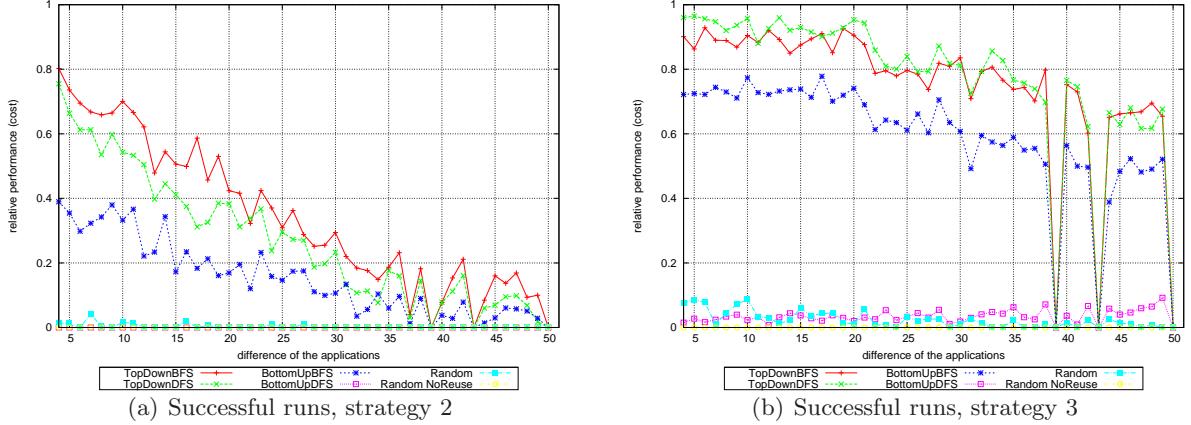 1
0.8
0.6
0.4
0.2
0
relative performance (cost)
5 10 15 20 25 30 35 40 45 50
difference of the applications
TopDownBFS BottomUpBFS Random
TopDownDFS BottomUpDFS Random NoReuse
(a) Successful runs, strategy 2
1
0.8
0.6
0.4
0.2
0
relative performance (cost)
5 10 15 20 25 30 35 40 45 50
difference of the applications
TopDownBFS BottomUpBFS Random
TopDownDFS BottomUpDFS Random NoReuse
(b) Successful runs, strategy 3